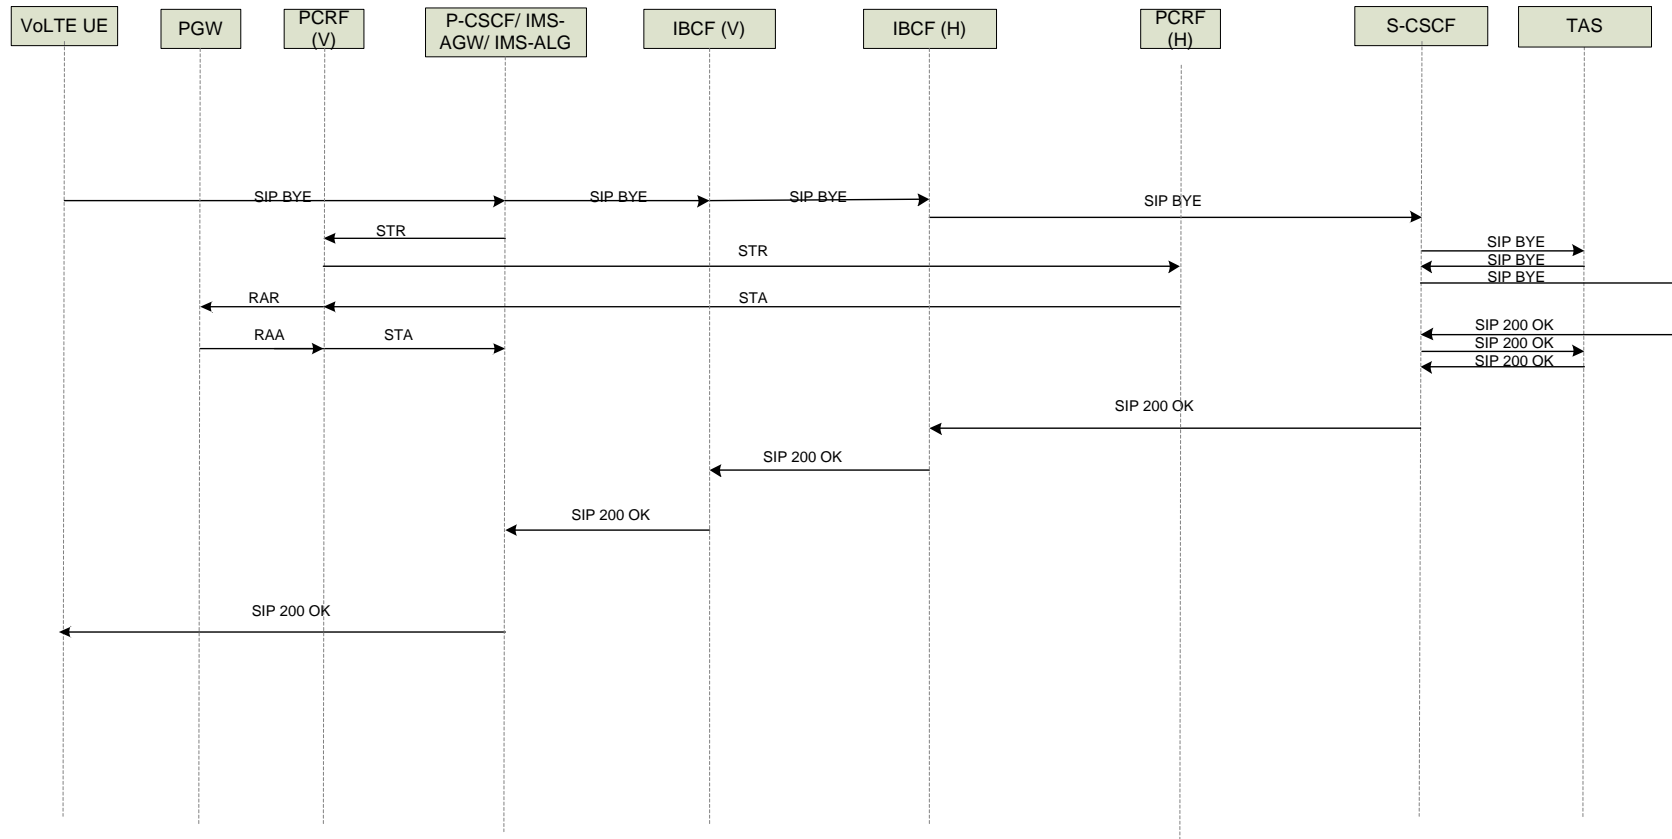 VoLTE UE
PGW
PCRF
(V)
P-CSCF/ IMS-
AGW/ IMS-ALG
IBCF (V)
IBCF (H)
PCRF
(H)
S-CSCF
TAS
SIP BYE
SIP BYE
SIP BYE
SIP BYE
STR
STR
SIP BYE
SIP BYE
SIP BYE
RAR
STA
SIP 200 OK
RAA
STA
SIP 200 OK
SIP 200 OK
SIP 200 OK
SIP 200 OK
SIP 200 OK
SIP 200 OK